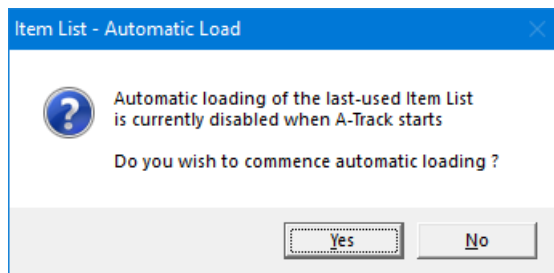 Item List - Automatic Load
Automatic loading of the last-used Item List
is currently disabled when A-Track starts
Do you wish to commence automatic loading ?
Yes
No